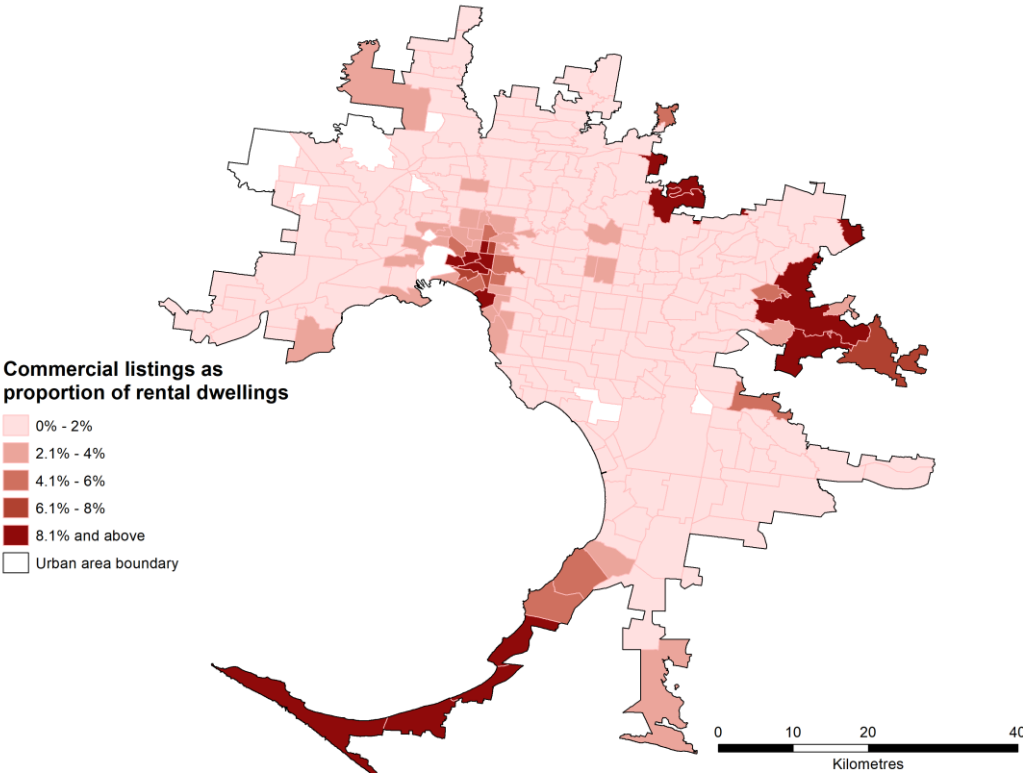 Commercial listings as
proportion of rental dwellings
0% - 2%
2.1% - 4%
4.1% - 6%
6.1% - 8%
8.1% and above
Urban area boundary
0 10 20 40
Kilometres